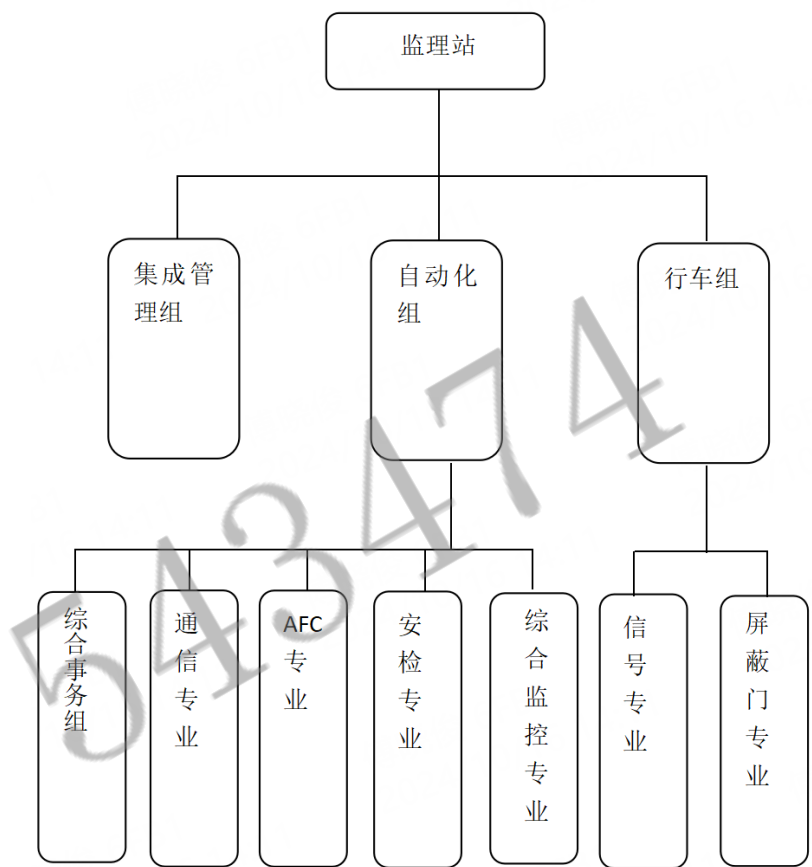 监理站
集成管
理组
自动化
组
行车组
综合事务组
通信专业
AFC
专业
安检专业
综合监控专业
信号专业
屏蔽门专业
543474